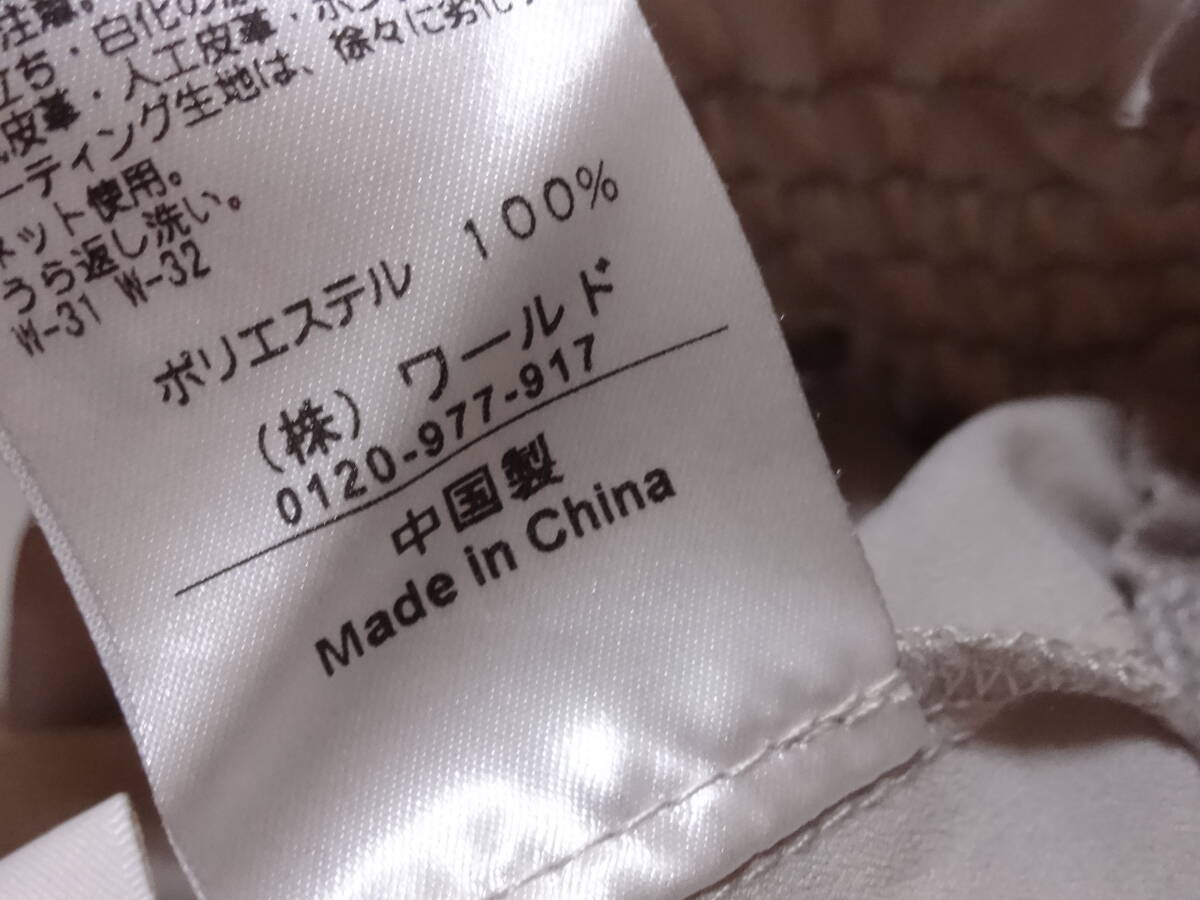 注意。
立ち・白化の
皮革・人工皮革・ボン
ーティング生地は、徐々に劣化
ネット使用。
うら返し洗い。
W-31 W-32
ポリエステル 100%
(株) ワールド
0120-977-917
中国製
Made in China